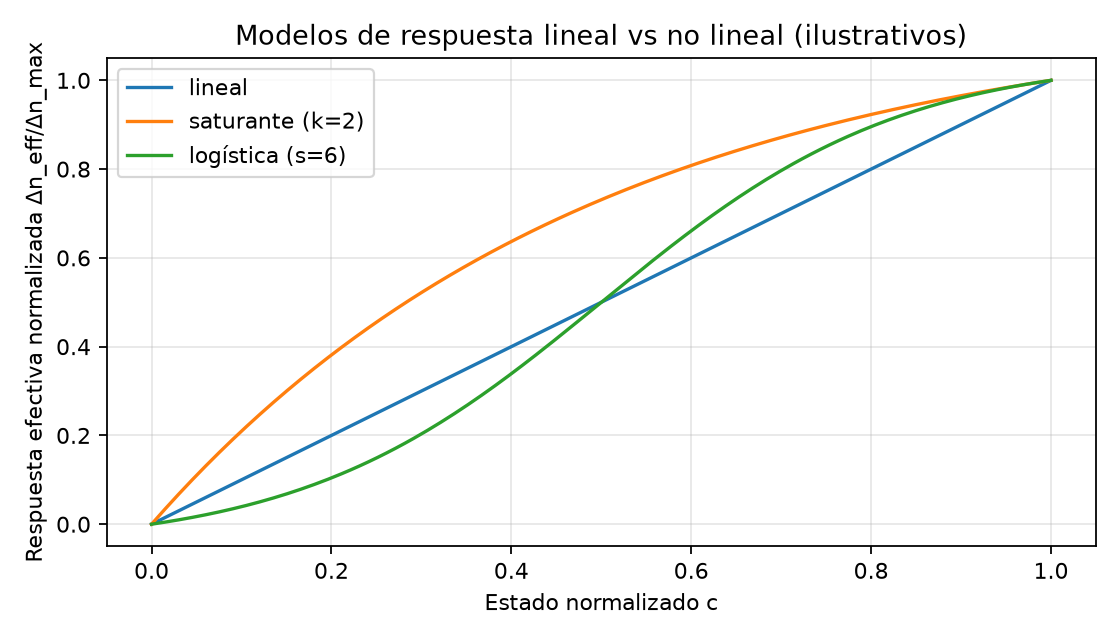 Modelos de respuesta lineal vs no lineal (ilustrativos)
Respuesta efectiva normalizada Δn_eff/Δn_max
1.0
0.8
0.6
0.4
0.2
0.0
lineal
saturante (k=2)
logística (s=6)
0.0 0.2 0.4 0.6 0.8 1.0
Estado normalizado c